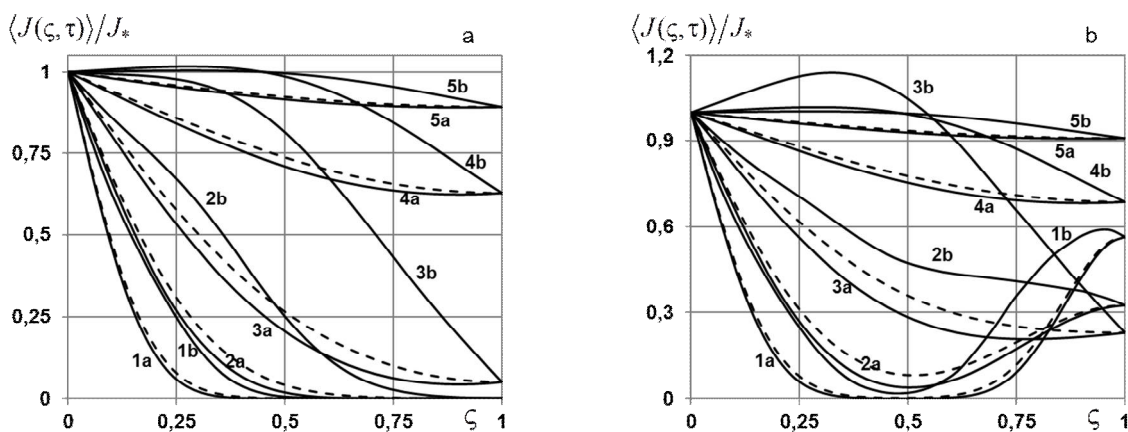 ⟨J(ς,τ)⟩/J* a
1
0,75
0,5
0,25
0
0 0,25 0,5 0,75 1 ς
5b
5a
4b
4a
2b
3b
3a
1a 1b 2a
⟨J(ς,τ)⟩/J* b
1,2
0,9
0,6
0,3
0
0 0,25 0,5 0,75 1 ς
3b
5b
5a
4b
4a
1b
2b
3a
1a 2a